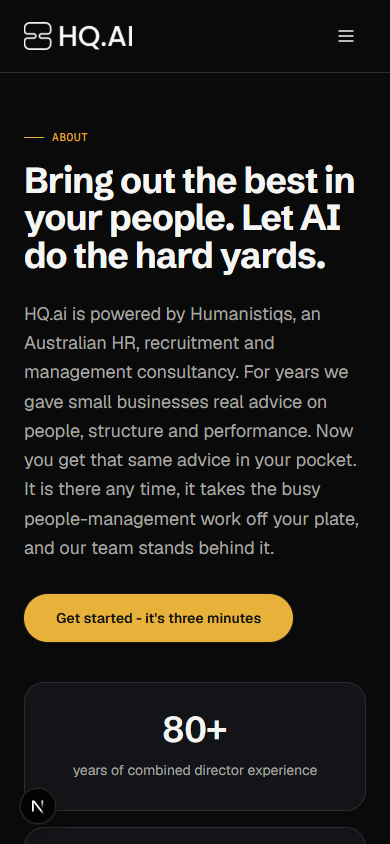 HQ.AI
ABOUT
Bring out the best in
your people. Let AI
do the hard yards.
HQ.ai is powered by Humanistiqs, an
Australian HR, recruitment and
management consultancy. For years we
gave small businesses real advice on
people, structure and performance. Now
you get that same advice in your pocket.
It is there any time, it takes the busy
people-management work off your plate,
and our team stands behind it.
Get started - it's three minutes
80+
years of combined director experience
N